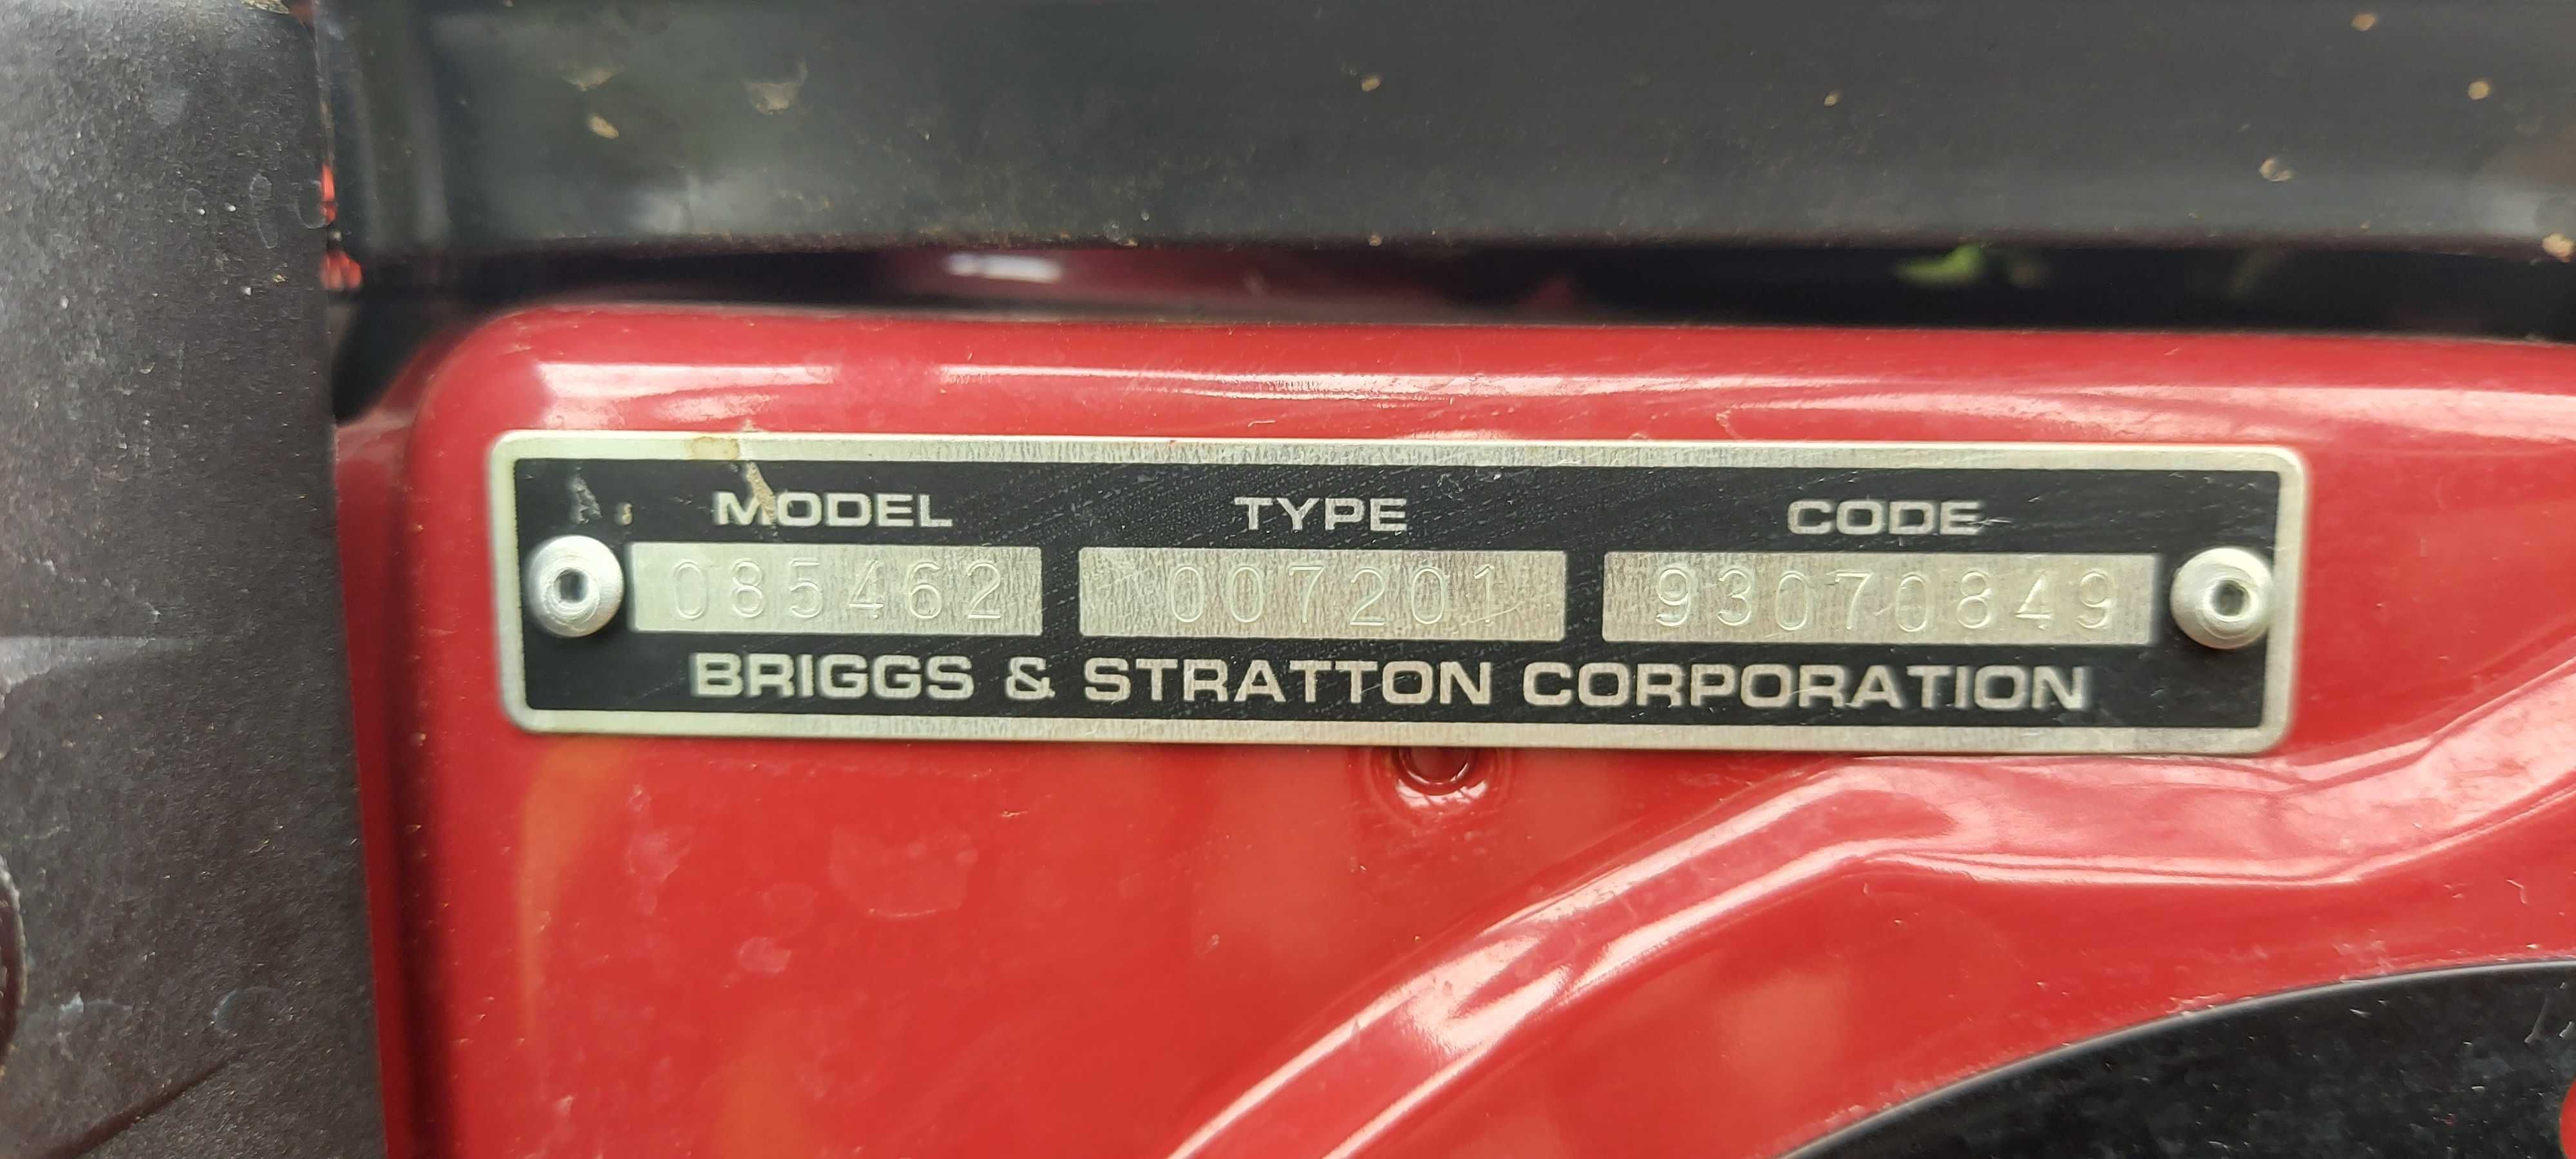 MODEL TYPE CODE
085462 007201 93070849
BRIGGS & STRATTON CORPORATION